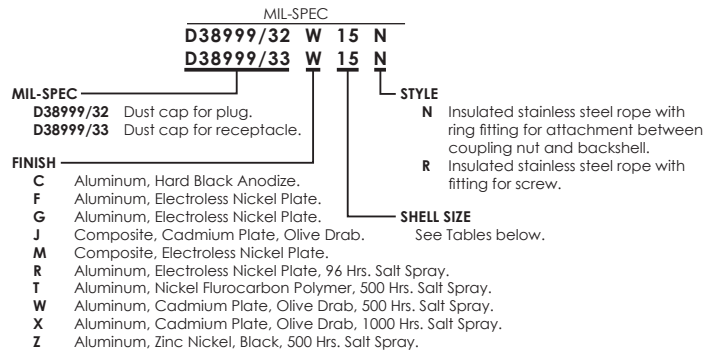 MIL-SPEC
D38999/32 W 15 N
D38999/33 W 15 N
MIL-SPEC
D38999/32 Dust cap for plug.
D38999/33 Dust cap for receptacle.
STYLE
N Insulated stainless steel rope with
ring fitting for attachment between
coupling nut and backshell.
R Insulated stainless steel rope with
fitting for screw.
FINISH
C Aluminum, Hard Black Anodize.
F Aluminum, Electroless Nickel Plate.
G Aluminum, Electroless Nickel Plate.
J Composite, Cadmium Plate, Olive Drab.
M Composite, Electroless Nickel Plate.
R Aluminum, Electroless Nickel Plate, 96 Hrs. Salt Spray.
T Aluminum, Nickel Flurocarbon Polymer, 500 Hrs. Salt Spray.
W Aluminum, Cadmium Plate, Olive Drab, 500 Hrs. Salt Spray.
X Aluminum, Cadmium Plate, Olive Drab, 1000 Hrs. Salt Spray.
Z Aluminum, Zinc Nickel, Black, 500 Hrs. Salt Spray.
SHELL SIZE
See Tables below.